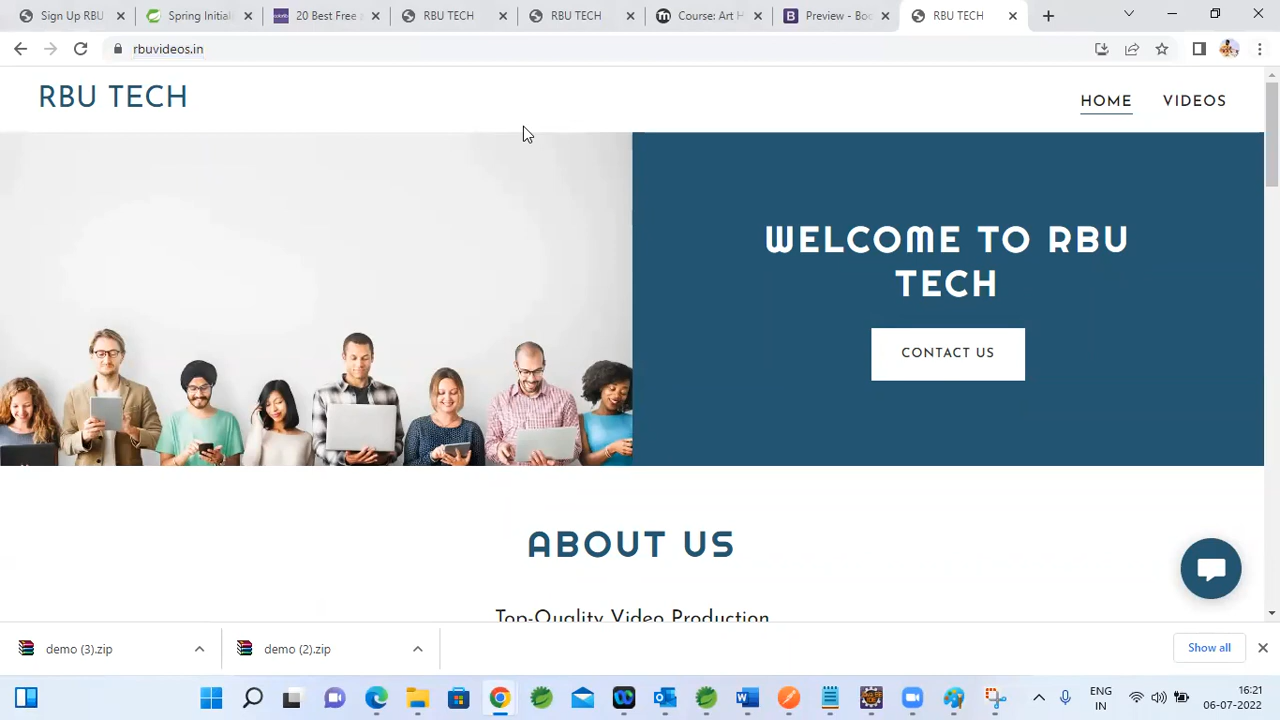 Sign Up RBU
Spring Initial
20 Best Free a
RBU TECH
RBU TECH
Course: Art H
Preview - Boo
RBU TECH
rbuvideos.in
RBU TECH
HOME
VIDEOS
WELCOME TO RBU
TECH
CONTACT US
ABOUT US
Top-Quality Video Production
demo (3).zip
demo (2).zip
Show all
ENG
IN
16:21
06-07-2022